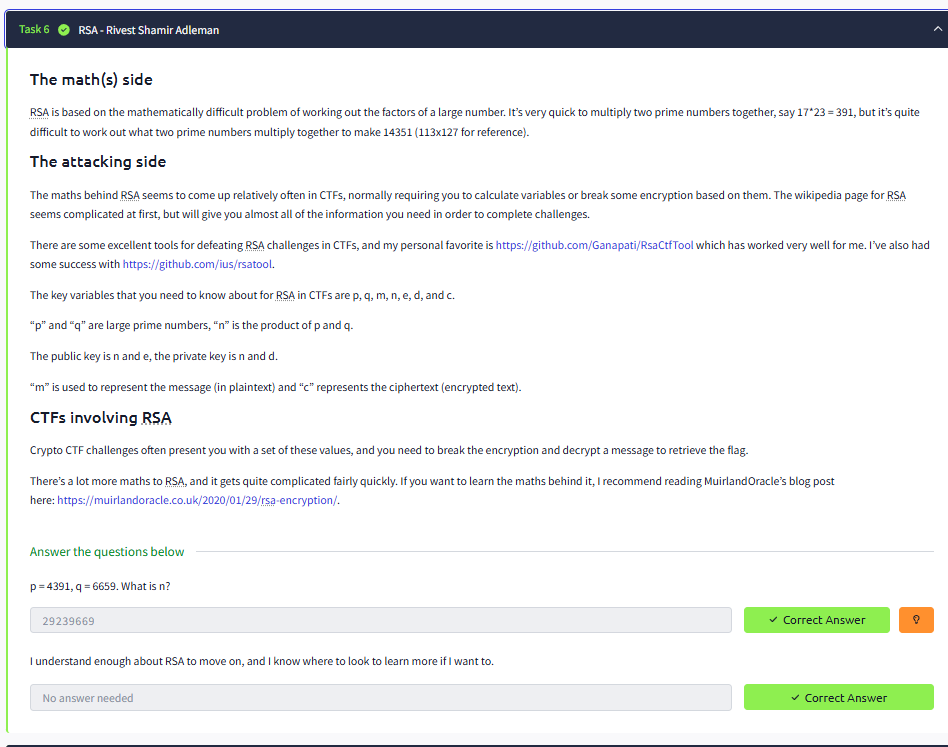 Task 6 RSA - Rivest Shamir Adleman
The math(s) side
RSA is based on the mathematically difficult problem of working out the factors of a large number. It’s very quick to multiply two prime numbers together, say 17*23 = 391, but it’s quite
difficult to work out what two prime numbers multiply together to make 14351 (113x127 for reference).
The attacking side
The maths behind RSA seems to come up relatively often in CTFs, normally requiring you to calculate variables or break some encryption based on them. The wikipedia page for RSA
seems complicated at first, but will give you almost all of the information you need in order to complete challenges.
There are some excellent tools for defeating RSA challenges in CTFs, and my personal favorite is https://github.com/Ganapati/RsaCtfTool which has worked very well for me. I’ve also had
some success with https://github.com/ius/rsatool.
The key variables that you need to know about for RSA in CTFs are p, q, m, n, e, d, and c.
“p” and “q” are large prime numbers, “n” is the product of p and q.
The public key is n and e, the private key is n and d.
“m” is used to represent the message (in plaintext) and “c” represents the ciphertext (encrypted text).
CTFs involving RSA
Crypto CTF challenges often present you with a set of these values, and you need to break the encryption and decrypt a message to retrieve the flag.
There’s a lot more maths to RSA, and it gets quite complicated fairly quickly. If you want to learn the maths behind it, I recommend reading MuirlandOracle’s blog post
here: https://muirlandoracle.co.uk/2020/01/29/rsa-encryption/.
Answer the questions below
p = 4391, q = 6659. What is n?
29239669 Correct Answer
I understand enough about RSA to move on, and I know where to look to learn more if I want to.
No answer needed Correct Answer